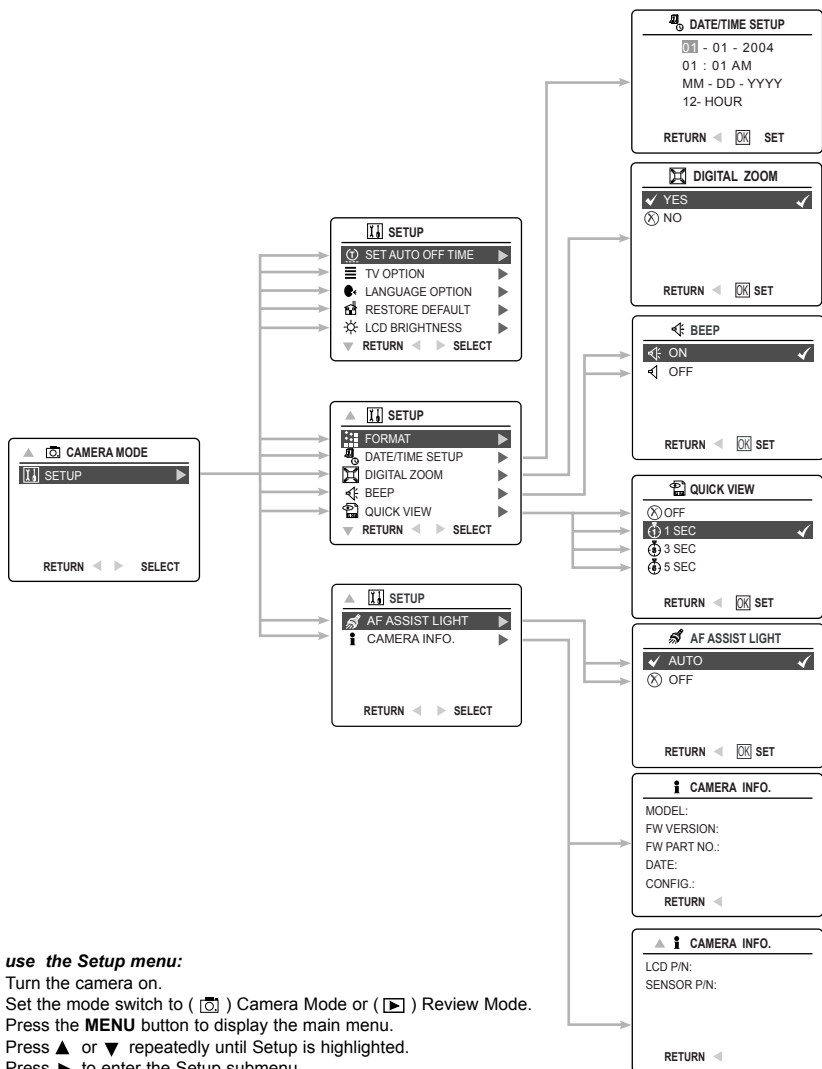 DATE/TIME SETUP
01 - 01 - 2004
01 : 01 AM
MM - DD - YYYY
12- HOUR
RETURN ◀ OK SET
DIGITAL ZOOM
YES
NO
RETURN ◀ OK SET
SETUP
SET AUTO OFF TIME ▶
TV OPTION ▶
LANGUAGE OPTION ▶
RESTORE DEFAULT ▶
LCD BRIGHTNESS ▶
▼ RETURN ◀ ▶ SELECT
BEEP
ON
OFF
RETURN ◀ OK SET
▲ SETUP
FORMAT ▶
DATE/TIME SETUP ▶
DIGITAL ZOOM ▶
BEEP ▶
QUICK VIEW ▶
▼ RETURN ◀ ▶ SELECT
▲ CAMERA MODE
SETUP ▶
RETURN ◀ ▶ SELECT
QUICK VIEW
OFF
1 SEC
3 SEC
5 SEC
RETURN ◀ OK SET
▲ SETUP
AF ASSIST LIGHT ▶
CAMERA INFO. ▶
RETURN ◀ ▶ SELECT
AF ASSIST LIGHT
AUTO
OFF
RETURN ◀ OK SET
CAMERA INFO.
MODEL:
FW VERSION:
FW PART NO.:
DATE:
CONFIG.:
RETURN ◀
▲ CAMERA INFO.
LCD P/N:
SENSOR P/N:
RETURN ◀
use the Setup menu:
Turn the camera on.
Set the mode switch to ( ) Camera Mode or ( ) Review Mode.
Press the MENU button to display the main menu.
Press ▲ or ▼ repeatedly until Setup is highlighted.
Press ▶ to enter the Setup submenu